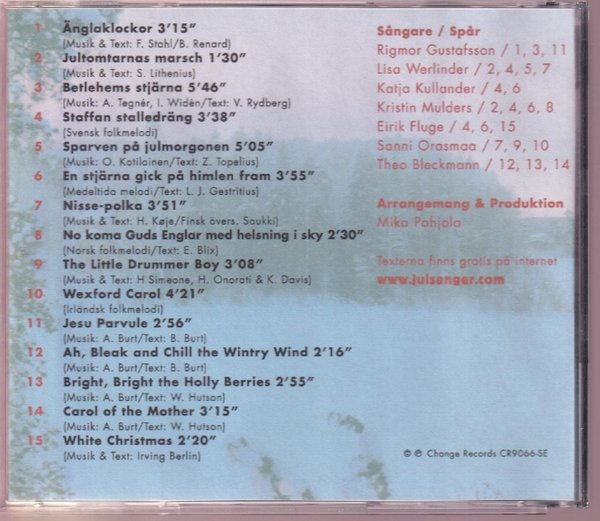 1 Änglaklockor 3’15”
(Musik & Text: F. Stahl/B. Renard)
2 Jultomtarnas marsch 1’30”
(Musik & Text: S. Lithenius)
3 Betlehems stjärna 5’46”
(Musik: A. Tegnér, I. Widén/Text: V. Rydberg)
4 Staffan stalledräng 3’38”
(Svensk folkmelodi)
5 Sparven på julmorgonen 5’05”
(Musik: O. Kotilainen/Text: Z. Topelius)
6 En stjärna gick på himlen fram 3’55”
(Medeltida melodi/Text: L. J. Gestritius)
7 Nisse-polka 3’51”
(Musik & Text: H. Køje/Finsk övers. Saukki)
8 No koma Guds Englar med helsning i sky 2’30”
(Norsk folkmelodi/Text: E. Blix)
9 The Little Drummer Boy 3’08”
(Musik & Text: H Simeone, H. Onorati & K. Davis)
10 Wexford Carol 4’21”
(Irländsk folkmelodi)
11 Jesu Parvule 2’56”
(Musik: A. Burt/Text: B. Burt)
12 Ah, Bleak and Chill the Wintry Wind 2’16”
(Musik: A. Burt/Text: B. Burt)
13 Bright, Bright the Holly Berries 2’55”
(Musik: A. Burt/Text: W. Hutson)
14 Carol of the Mother 3’15”
(Musik: A. Burt/Text: W. Hutson)
15 White Christmas 2’20”
(Musik & Text: Irving Berlin)
Sångare / Spår
Rigmor Gustafsson / 1, 3, 11
Lisa Werlinder / 2, 4, 5, 7
Katja Kullander / 4, 6
Kristin Mulders / 2, 4, 6, 8
Eirik Fluge / 4, 6, 15
Sanni Orasmaa / 7, 9, 10
Theo Bleckmann / 12, 13, 14
Arrangemang & Produktion
Mika Pohjola
Texterna finns gratis på internet
www.julsanger.com
© ℗ Change Records CR9066-SE